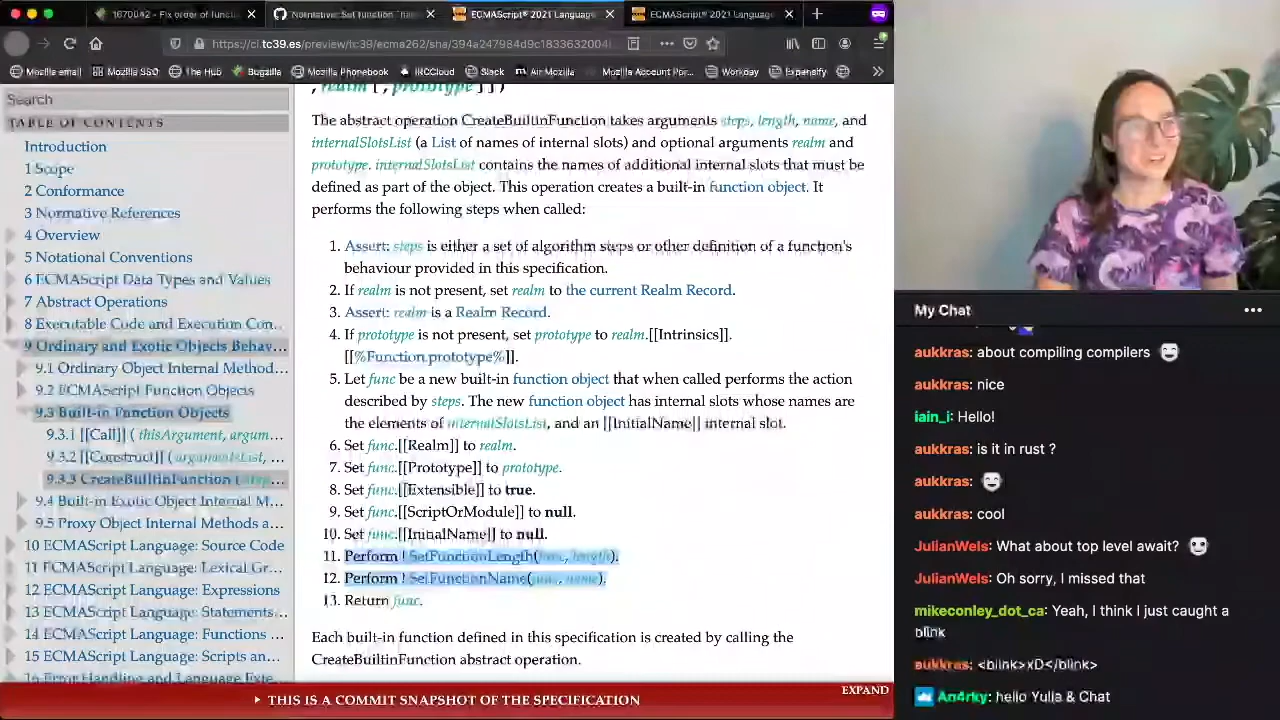 1670042 - Fix order of functi
Normative: Set function
ECMAScript® 2021 Language
ECMAScript® 2021 Language
https://ci.tc39.es/preview/tc39/ecma262/sha/394a247984d9c1833632004
Mozilla email
Mozilla SSO
The Hub
Bugzilla
Mozilla Phonebook
IRCCloud
Slack
Air Mozilla
Mozilla Account Por...
Workday
Expensify
Search
TABLE OF CONTENTS
Introduction
1 Scope
2 Conformance
3 Normative References
4 Overview
5 Notational Conventions
6 ECMAScript Data Types and Values
7 Abstract Operations
8 Executable Code and Execution Con...
9 Ordinary and Exotic Objects Behav...
9.1 Ordinary Object Internal Method...
9.2 ECMAScript Function Objects
9.3 Built-in Function Objects
9.3.1 [[Call]] ( thisArgument, argum...
9.3.2 [[Construct]] ( argumentsList, ...
9.3.3 CreateBuiltinFunction ( step...
9.4 Built-in Exotic Object Internal M...
9.5 Proxy Object Internal Methods a...
10 ECMAScript Language: Source Code
11 ECMAScript Language: Lexical Gr...
12 ECMAScript Language: Expressions
13 ECMAScript Language: Statements...
14 ECMAScript Language: Functions ...
15 ECMAScript Language: Scripts an...
16 Error Handling and Language Exte...
, realm [ , prototype ] ] )
The abstract operation CreateBuiltinFunction takes arguments steps, length, name, and
internalSlotsList (a List of names of internal slots) and optional arguments realm and
prototype. internalSlotsList contains the names of additional internal slots that must be
defined as part of the object. This operation creates a built-in function object. It
performs the following steps when called:
1. Assert: steps is either a set of algorithm steps or other definition of a function's
behaviour provided in this specification.
2. If realm is not present, set realm to the current Realm Record.
3. Assert: realm is a Realm Record.
4. If prototype is not present, set prototype to realm.[[Intrinsics]].
[[%Function.prototype%]].
5. Let func be a new built-in function object that when called performs the action
described by steps. The new function object has internal slots whose names are
the elements of internalSlotsList, and an [[InitialName]] internal slot.
6. Set func.[[Realm]] to realm.
7. Set func.[[Prototype]] to prototype.
8. Set func.[[Extensible]] to true.
9. Set func.[[ScriptOrModule]] to null.
10. Set func.[[InitialName]] to null.
11. Perform ! SetFunctionLength(func, length).
12. Perform ! SetFunctionName(func, name).
13. Return func.
Each built-in function defined in this specification is created by calling the
CreateBuiltinFunction abstract operation.
THIS IS A COMMIT SNAPSHOT OF THE SPECIFICATION
EXPAND
My Chat
aukkras: about compiling compilers
aukkras: nice
iain_i: Hello!
aukkras: is it in rust ?
aukkras:
aukkras: cool
JulianWels: What about top level await?
JulianWels: Oh sorry, I missed that
mikeconley_dot_ca: Yeah, I think I just caught a
blink
aukkras: <blink>xD</blink>
An4rky: hello Yulia & Chat